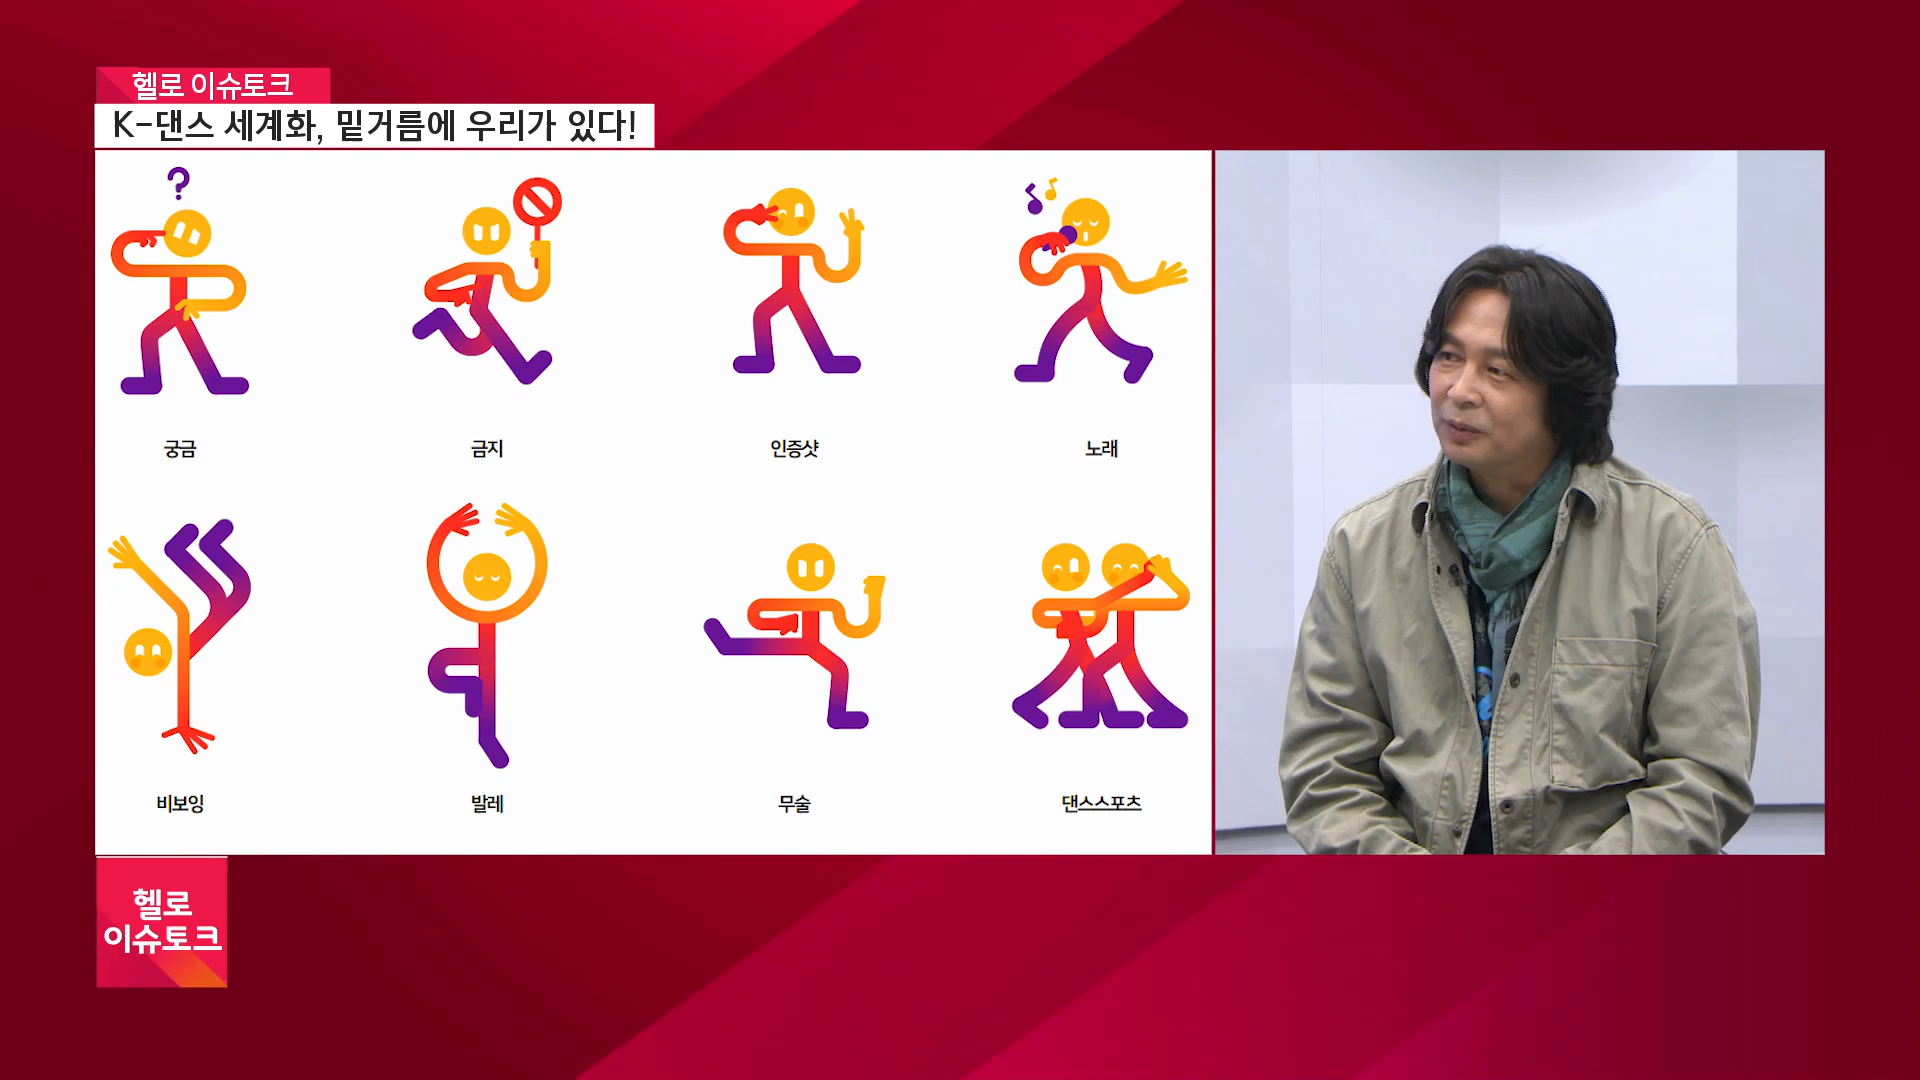 헬로 이슈토크
K-댄스 세계화, 밑거름에 우리가 있다!
?
궁금
금지
인증샷
노래
비보잉
발레
무술
댄스스포츠
헬로
이슈토크